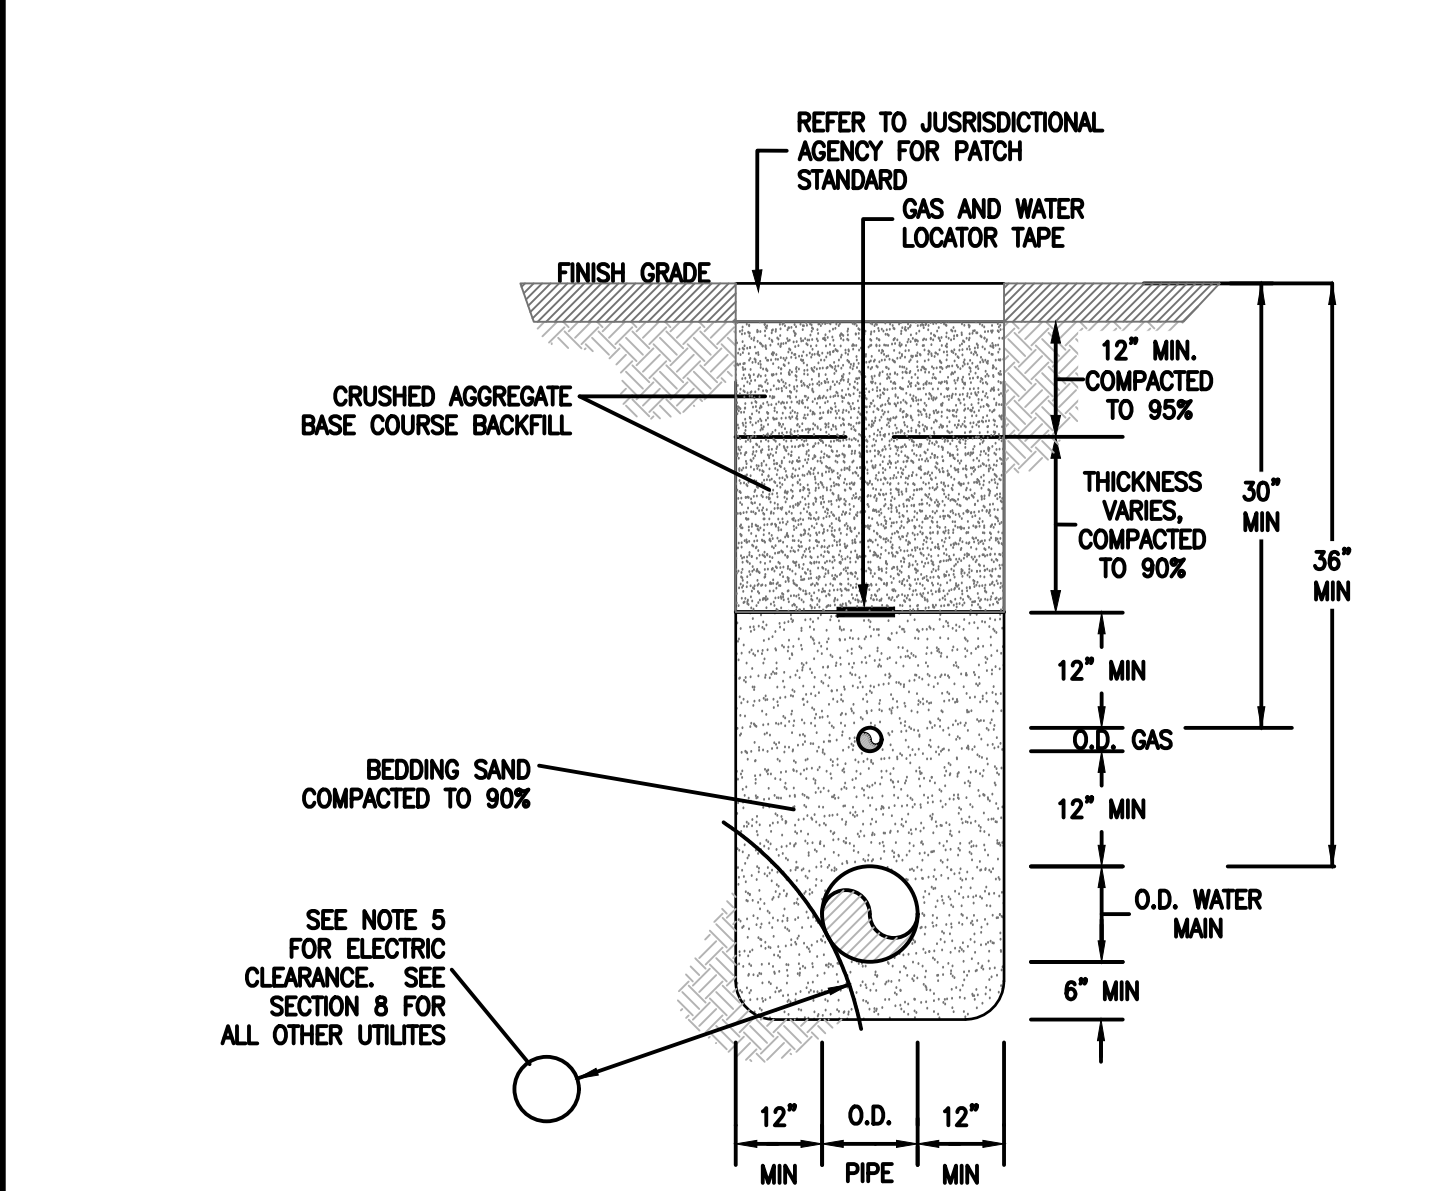 REFER TO JUSRISDICTIONAL
AGENCY FOR PATCH
STANDARD
GAS AND WATER
LOCATOR TAPE
FINISH GRADE
12" MIN.
COMPACTED
TO 95%
CRUSHED AGGREGATE
BASE COURSE BACKFILL
THICKNESS
VARIES,
COMPACTED
TO 90%
30"
MIN
36"
MIN
12" MIN
O.D. GAS
BEDDING SAND
COMPACTED TO 90%
12" MIN
O.D. WATER
MAIN
SEE NOTE 5
FOR ELECTRIC
CLEARANCE. SEE
SECTION 8 FOR
ALL OTHER UTILITES
6" MIN
12"
MIN
O.D.
PIPE
12"
MIN